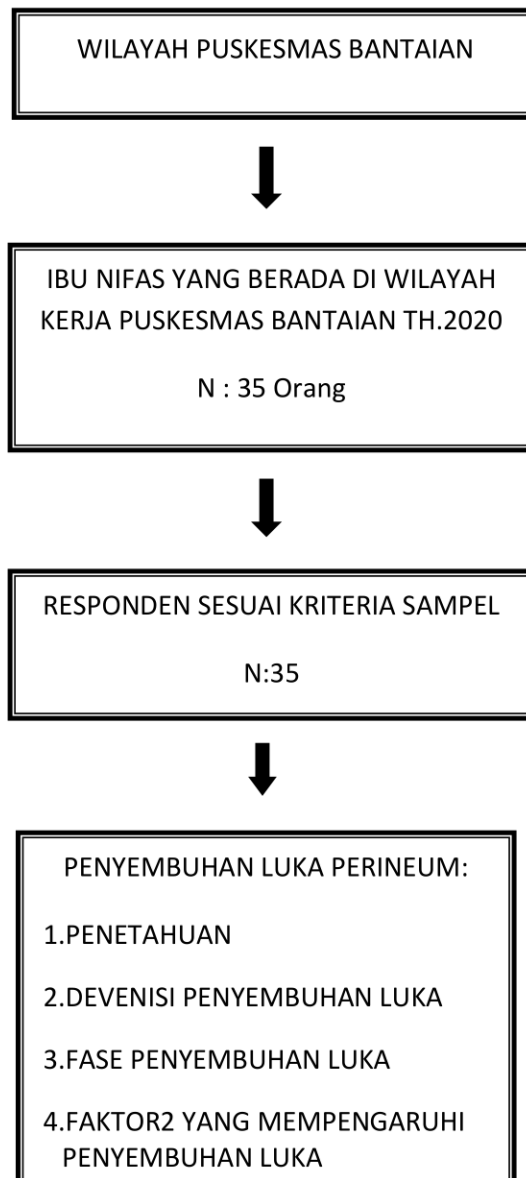 WILAYAH PUSKESMAS BANTAIAN
IBU NIFAS YANG BERADA DI WILAYAH
KERJA PUSKESMAS BANTAIAN TH.2020
N : 35 Orang
RESPONDEN SESUAI KRITERIA SAMPEL
N:35
PENYEMBUHAN LUKA PERINEUM:
1.PENETAHUAN
2.DEVENISI PENYEMBUHAN LUKA
3.FASE PENYEMBUHAN LUKA
4.FAKTOR2 YANG MEMPENGARUHI
PENYEMBUHAN LUKA